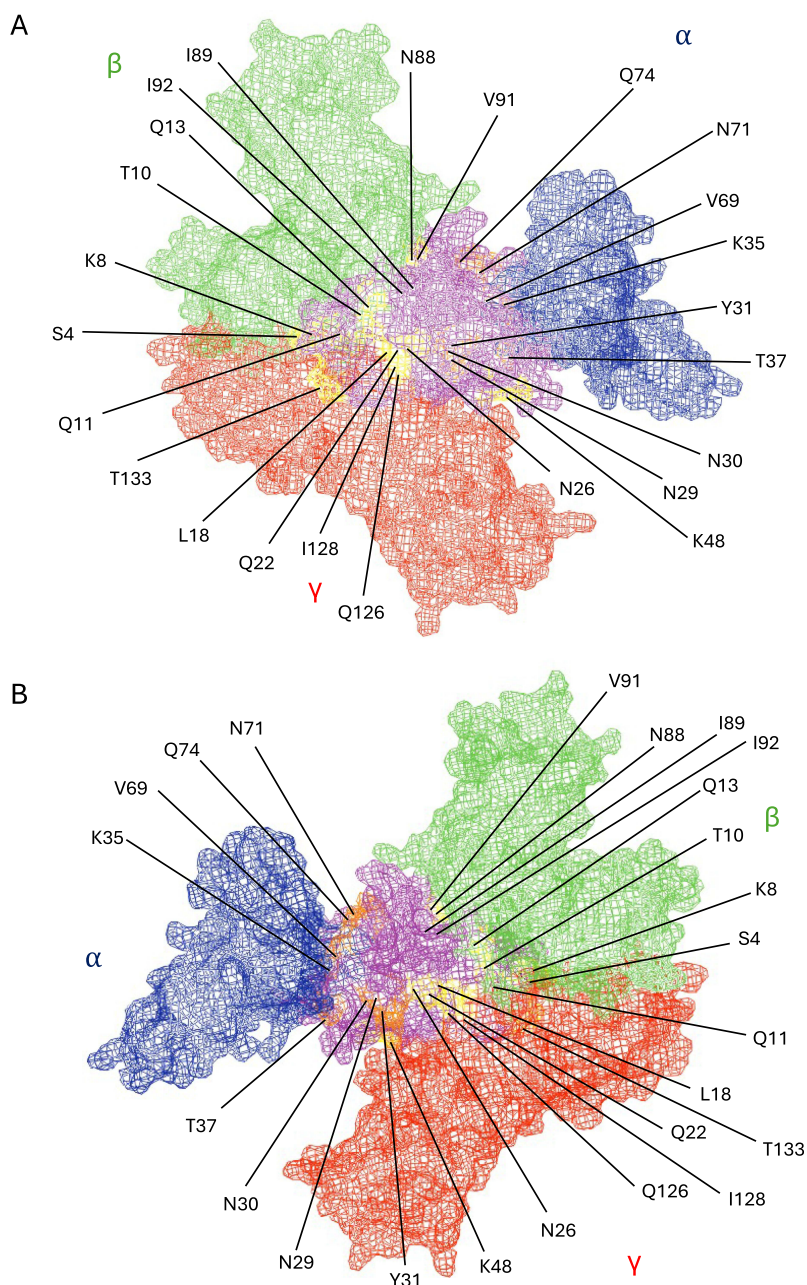 A
β
I89
N88
α
I92
Q74
V91
Q13
N71
T10
V69
K8
K35
S4
Y31
T37
Q11
N30
T133
N26
N29
L18
K48
Q22
I128
γ
Q126
B
V91
N71
N88
I89
Q74
I92
V69
Q13
β
K35
T10
K8
S4
α
Q11
L18
T37
Q22
T133
Q126
I128
N30
N26
N29
Y31
K48
γ